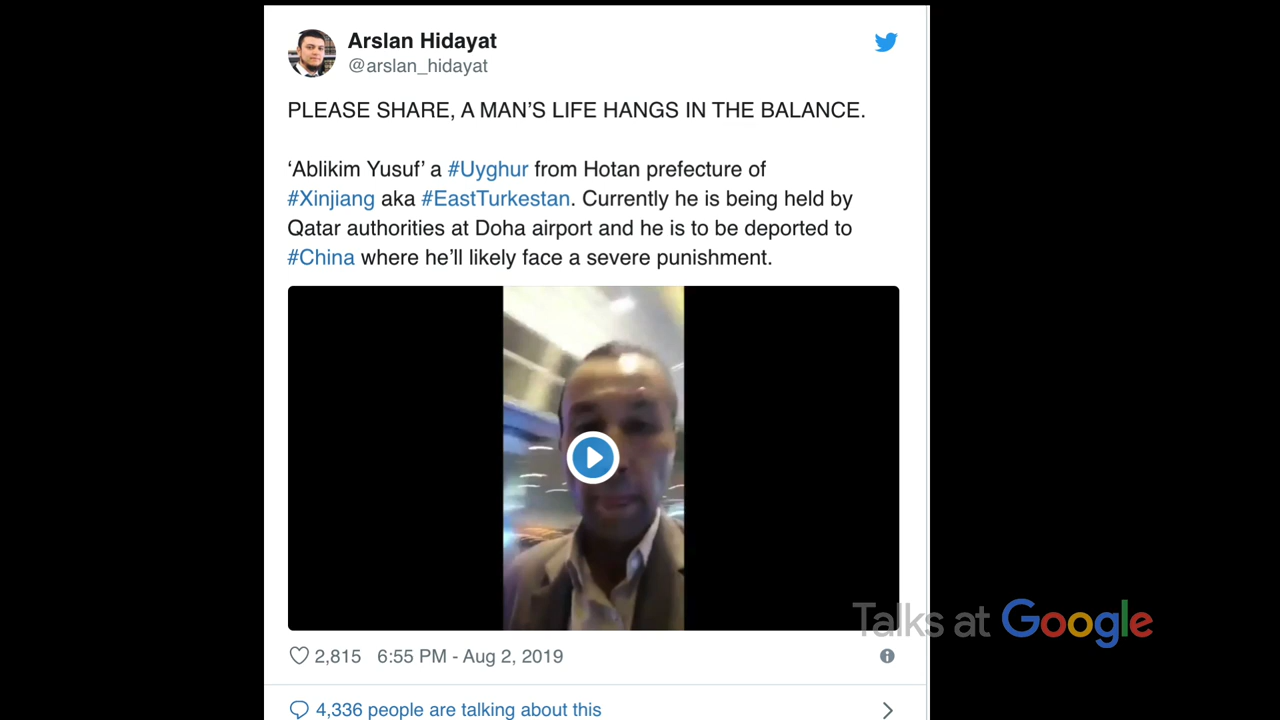 Arslan Hidayat
@arslan_hidayat
PLEASE SHARE, A MAN’S LIFE HANGS IN THE BALANCE.
‘Ablikim Yusuf’ a #Uyghur from Hotan prefecture of
#Xinjiang aka #EastTurkestan. Currently he is being held by
Qatar authorities at Doha airport and he is to be deported to
#China where he’ll likely face a severe punishment.
Talks at Google
2,815 6:55 PM - Aug 2, 2019
4,336 people are talking about this